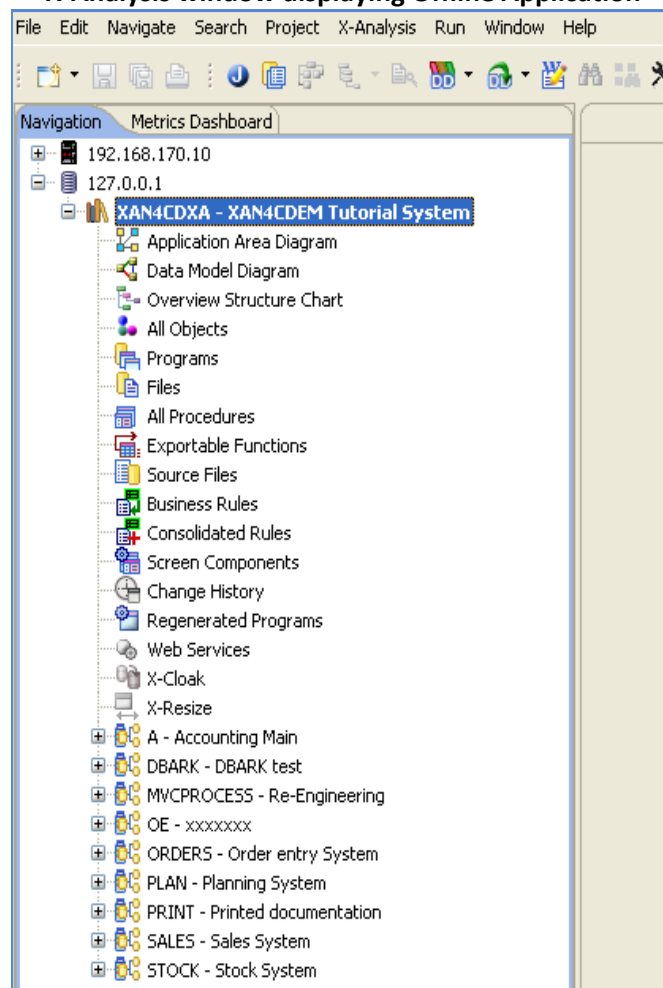 X-Analysis window displaying Offline Application
File Edit Navigate Search Project X-Analysis Run Window Help
Navigation Metrics Dashboard
192.168.170.10
127.0.0.1
XAN4CDXA - XAN4CDEM Tutorial System
Application Area Diagram
Data Model Diagram
Overview Structure Chart
All Objects
Programs
Files
All Procedures
Exportable Functions
Source Files
Business Rules
Consolidated Rules
Screen Components
Change History
Regenerated Programs
Web Services
X-Cloak
X-Resize
A - Accounting Main
DBARK - DBARK test
MVCPROCESS - Re-Engineering
OE - xxxxxxx
ORDERS - Order entry System
PLAN - Planning System
PRINT - Printed documentation
SALES - Sales System
STOCK - Stock System